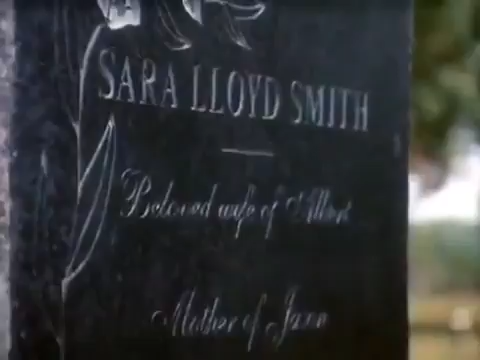 SARA LLOYD SMITH
Beloved wife of Albert
Mother of Jane